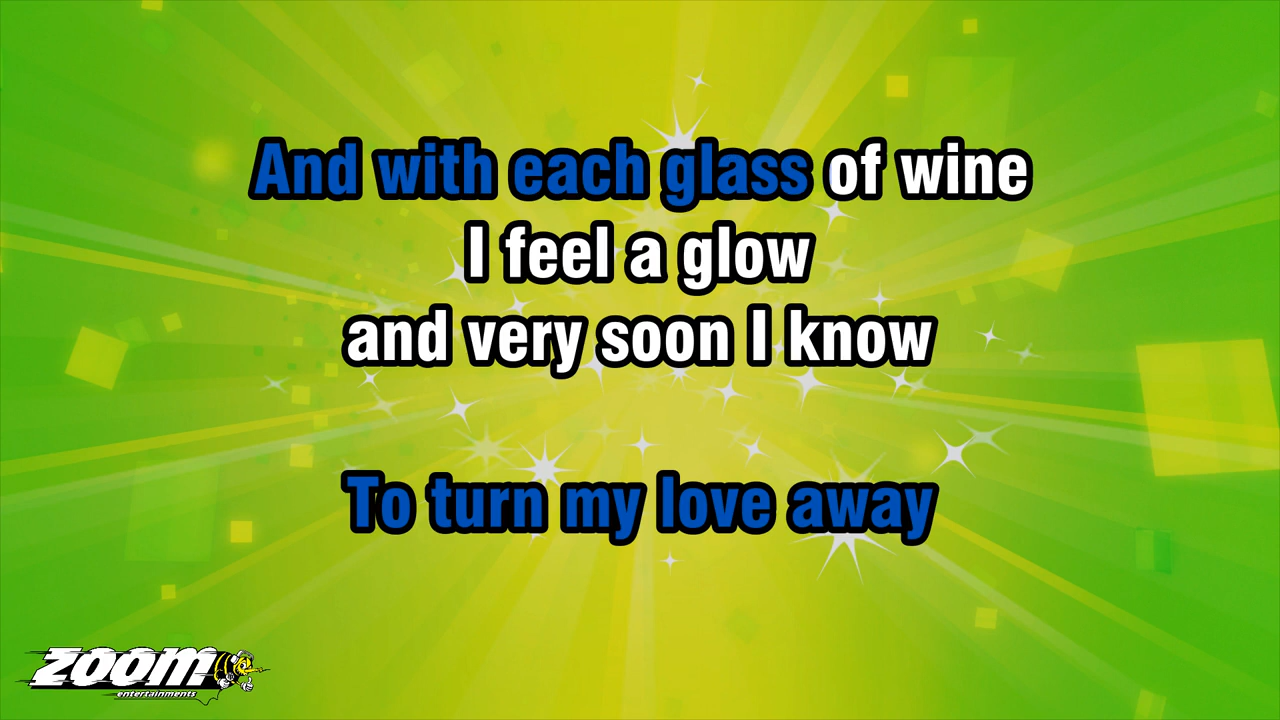 And with each glass of wine
I feel a glow
and very soon I know
To turn my love away
zoom
entertainments